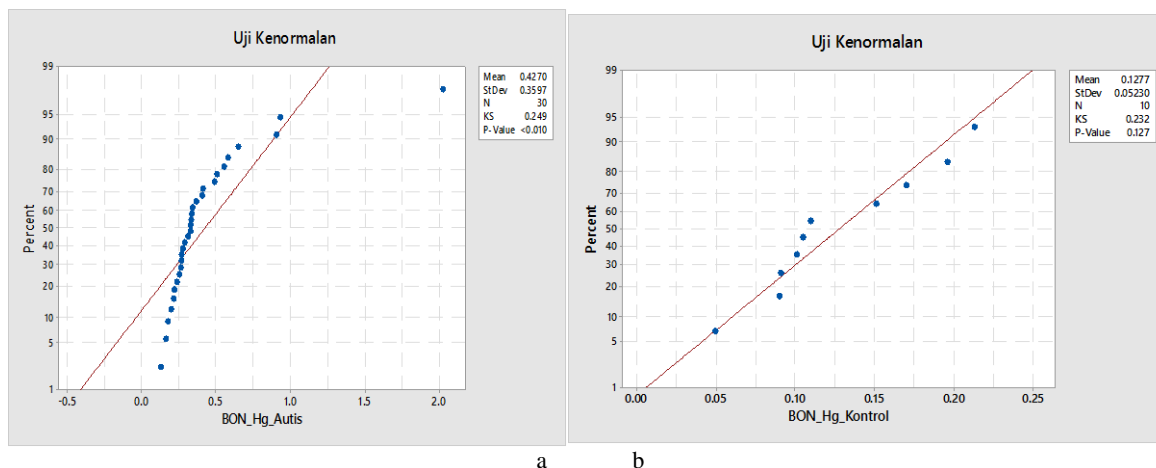 Uji Kenormalan
99
95
90
80
70
60
50
40
30
20
10
5
1
Percent
-0.5 0.0 0.5 1.0 1.5 2.0
BON_Hg_Autis
Mean 0.4270
StDev 0.3597
N 30
KS 0.249
P-Value <0.010
Uji Kenormalan
99
95
90
80
70
60
50
40
30
20
10
5
1
Percent
0.00 0.05 0.10 0.15 0.20 0.25
BON_Hg_Kontrol
Mean 0.1277
StDev 0.05230
N 10
KS 0.232
P-Value 0.127
a b